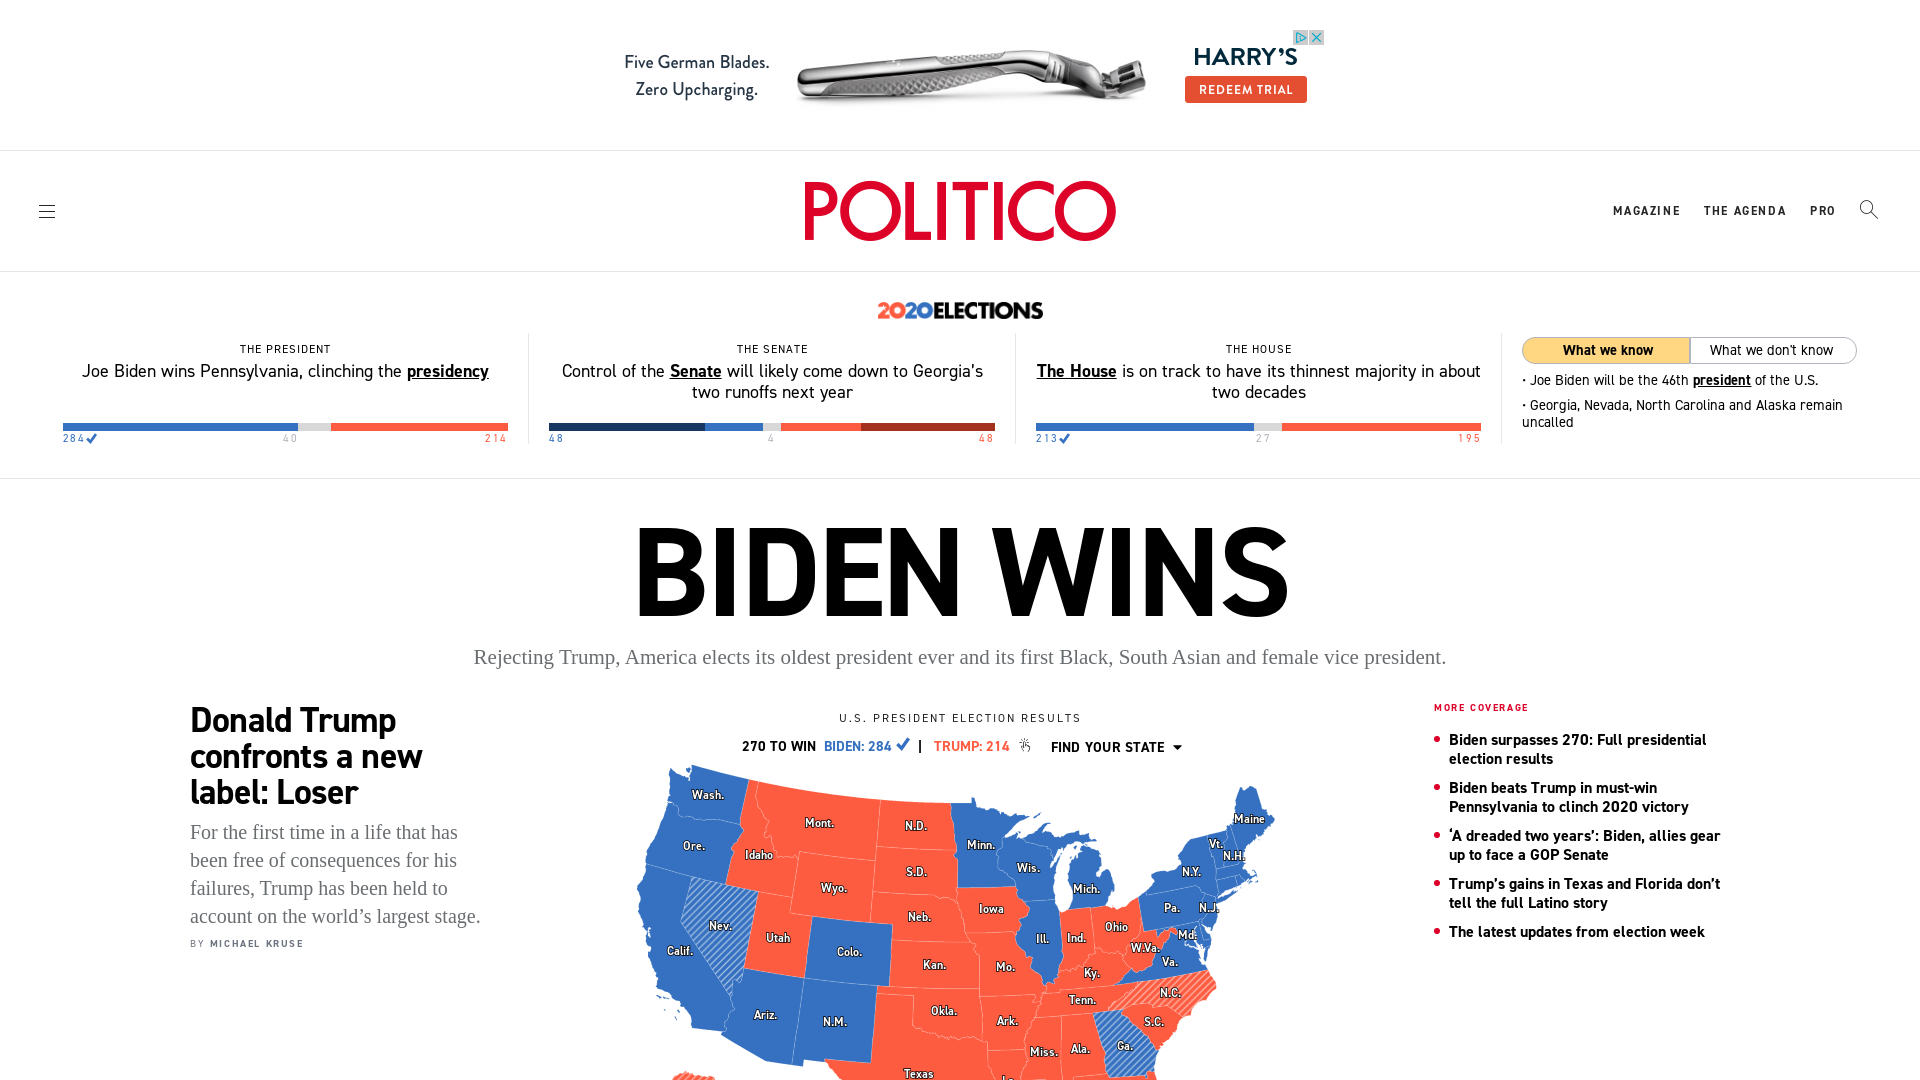 Five German Blades.
Zero Upcharging.
HARRY'S
REDEEM TRIAL
POLITICO
MAGAZINE
THE AGENDA
PRO
2020ELECTIONS
THE PRESIDENT
Joe Biden wins Pennsylvania, clinching the presidency
284
40
214
THE SENATE
Control of the Senate will likely come down to Georgia’s
two runoffs next year
48
4
48
THE HOUSE
The House is on track to have its thinnest majority in about
two decades
213
27
195
What we know
What we don't know
· Joe Biden will be the 46th president of the U.S.
· Georgia, Nevada, North Carolina and Alaska remain
uncalled
BIDEN WINS
Rejecting Trump, America elects its oldest president ever and its first Black, South Asian and female vice president.
Donald Trump
confronts a new
label: Loser
For the first time in a life that has
been free of consequences for his
failures, Trump has been held to
account on the world’s largest stage.
BY MICHAEL KRUSE
U.S. PRESIDENT ELECTION RESULTS
270 TO WIN BIDEN: 284 | TRUMP: 214 FIND YOUR STATE
Wash.
Mont.
N.D.
Minn.
Maine
Ore.
Idaho
S.D.
Wis.
Vt.
N.H.
Wyo.
Mich.
N.Y.
Nev.
Neb.
Iowa
Pa.
N.J.
Utah
Colo.
Ill.
Ind.
Ohio
Md.
Calif.
Kan.
Mo.
W.Va.
Ky.
Va.
Ariz.
N.M.
Okla.
Ark.
Tenn.
N.C.
S.C.
Miss.
Ala.
Ga.
Texas
MORE COVERAGE
Biden surpasses 270: Full presidential
election results
Biden beats Trump in must-win
Pennsylvania to clinch 2020 victory
‘A dreaded two years’: Biden, allies gear
up to face a GOP Senate
Trump’s gains in Texas and Florida don’t
tell the full Latino story
The latest updates from election week